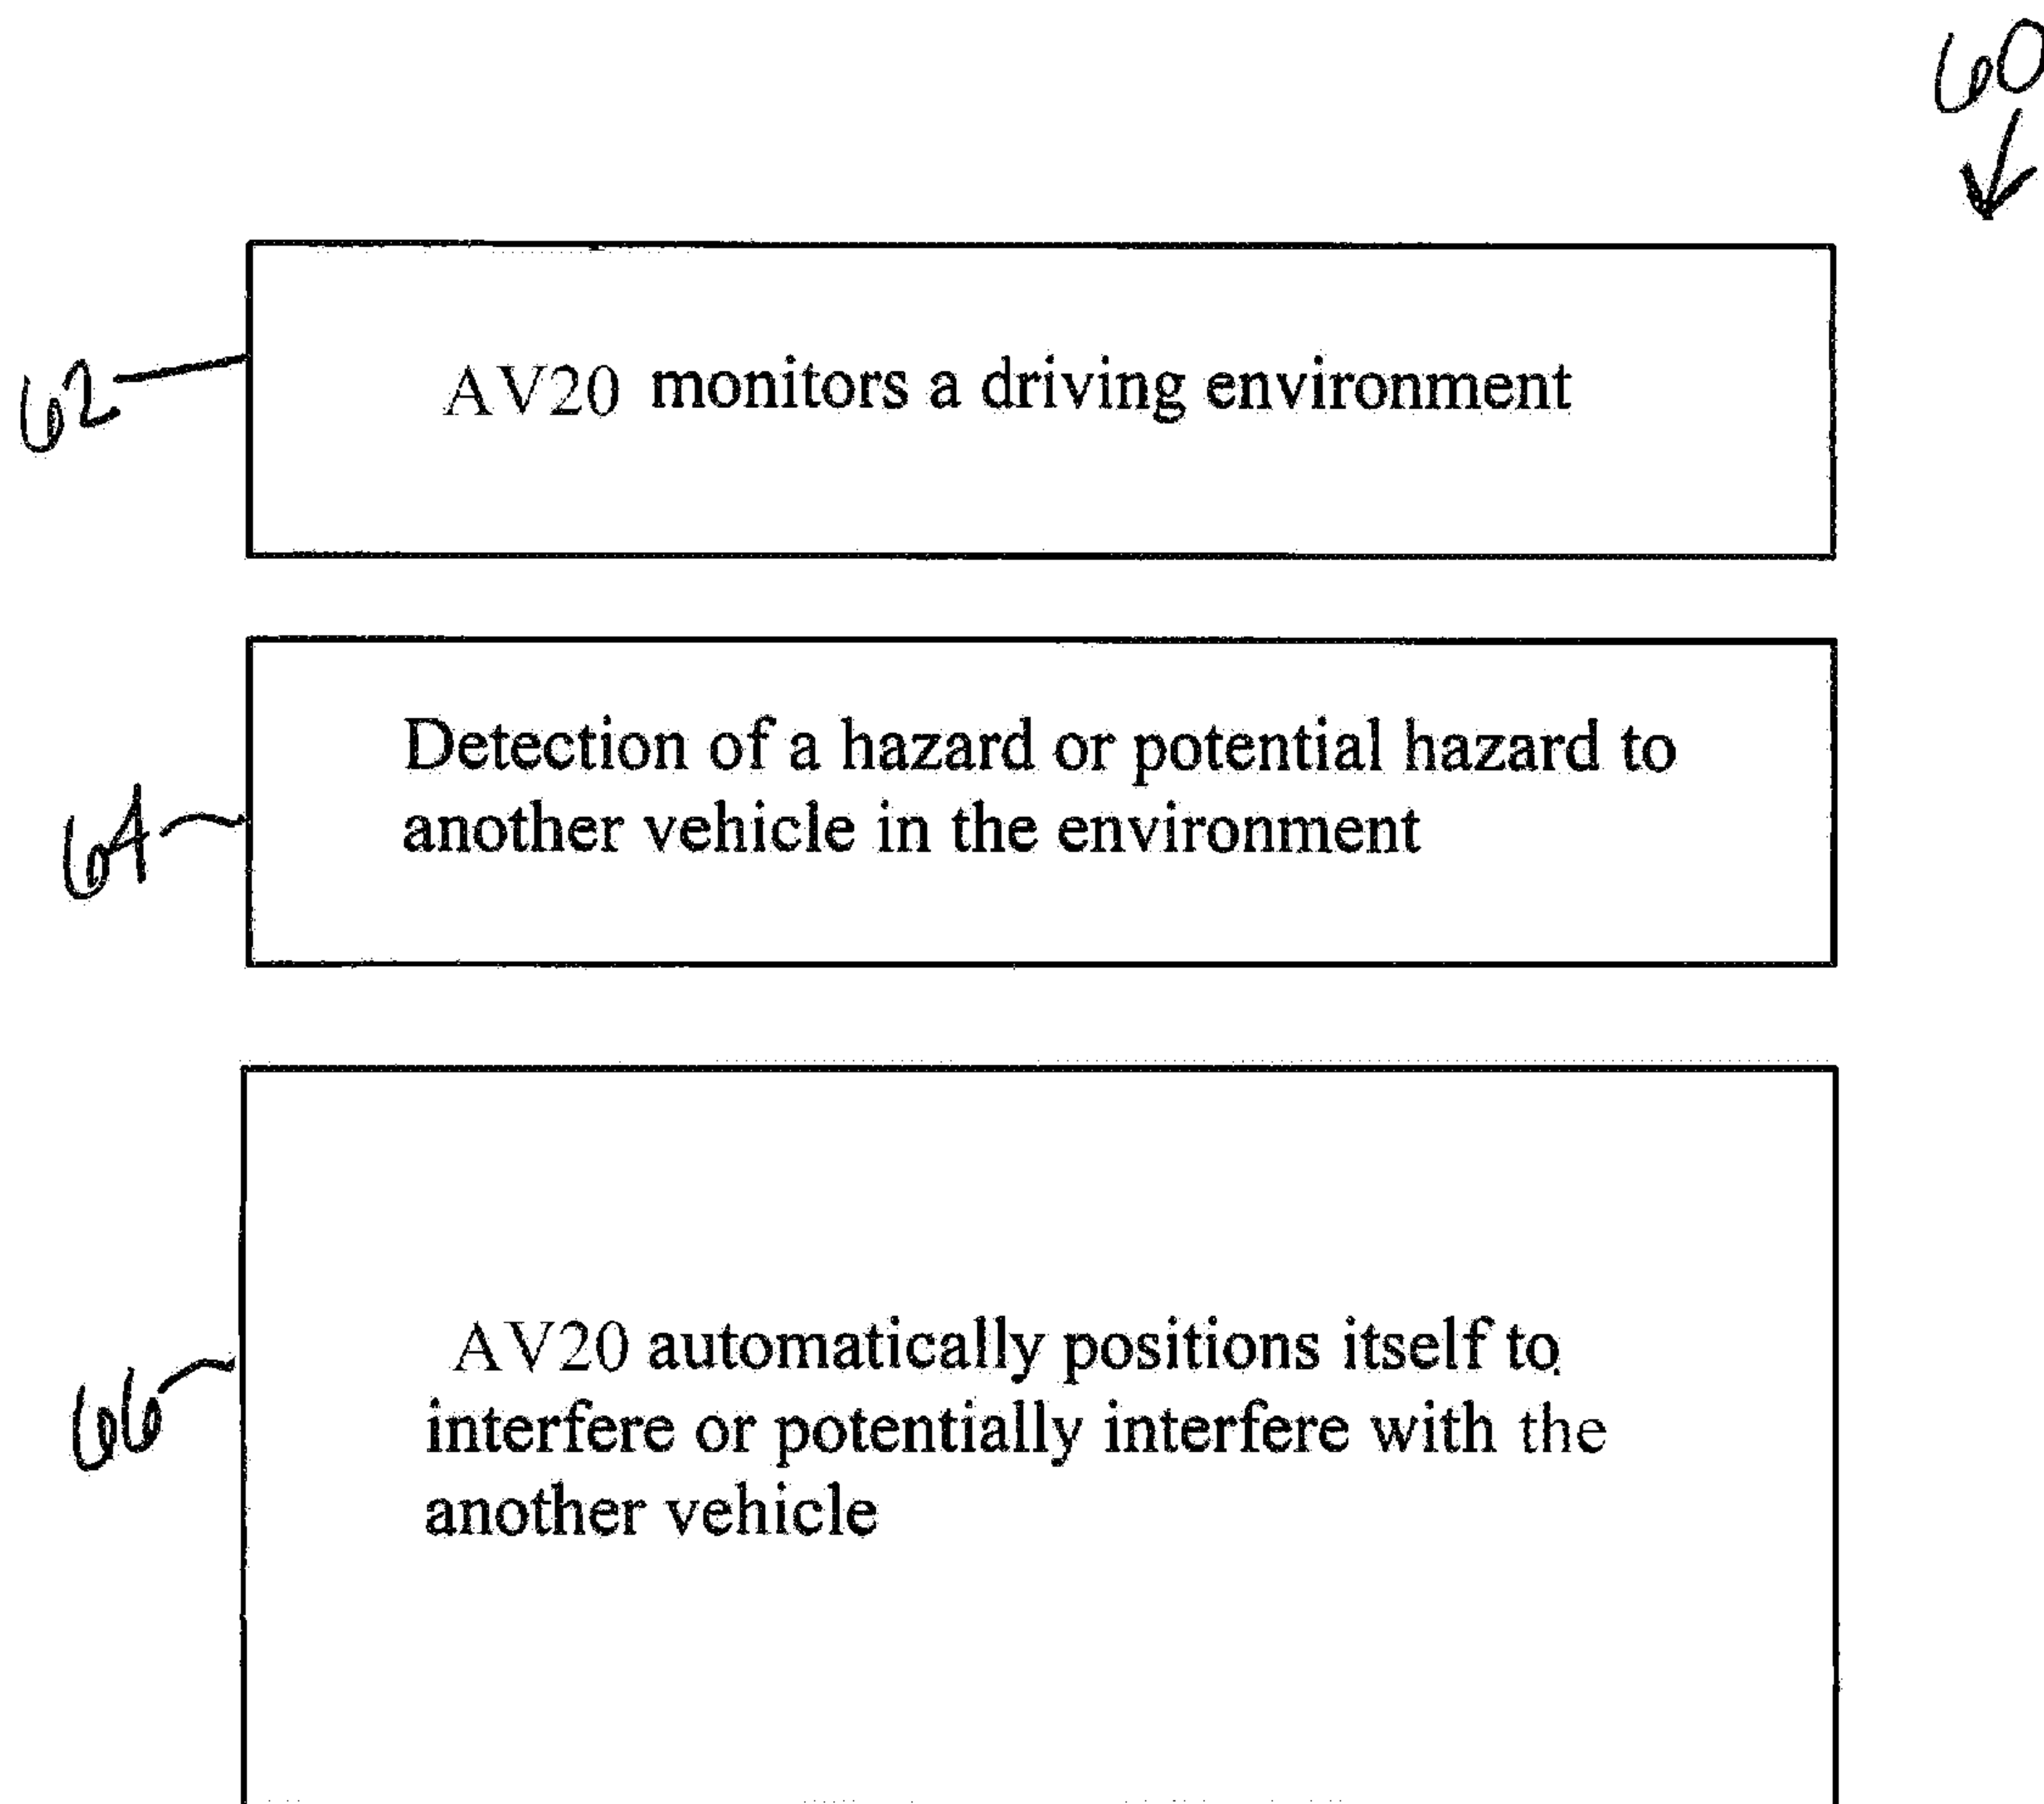 60
62
AV20 monitors a driving environment
64
Detection of a hazard or potential hazard to
another vehicle in the environment
66
AV20 automatically positions itself to
interfere or potentially interfere with the
another vehicle